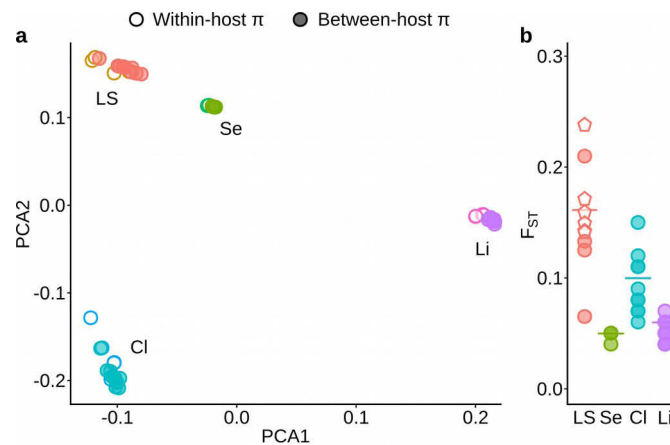 Within-host π
Between-host π
a
b
0.1
0.0
-0.1
-0.2
PCA2
LS
Se
Li
Cl
-0.1
0.0
0.1
0.2
PCA1
0.3
0.2
0.1
0.0
FST
LS Se Cl Li